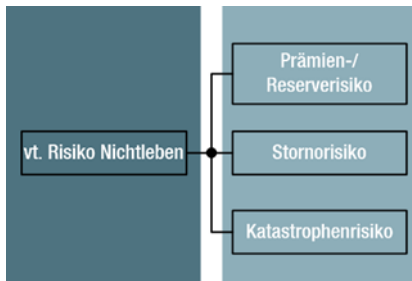 vt. Risiko Nichtleben
Prämien-/
Reserverisiko
Stornorisiko
Katastrophenrisiko